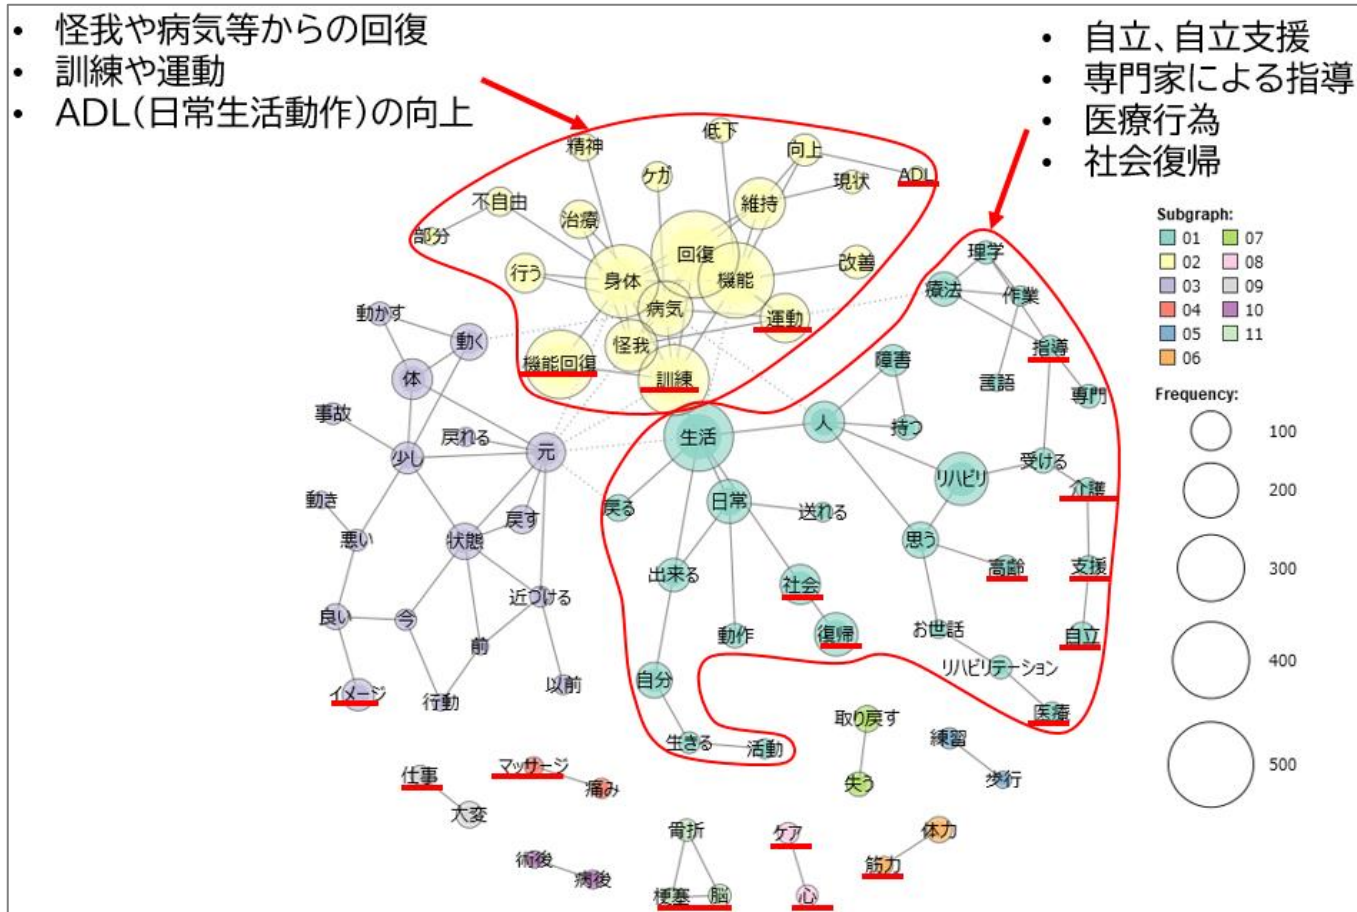 • 怪我や病気等からの回復
• 訓練や運動
• ADL(日常生活動作)の向上
• 自立、自立支援
• 専門家による指導
• 医療行為
• 社会復帰
精神
低下
向上
ADL
ケガ
現状
不自由
維持
治療
部分
回復
改善
行う
身体
機能
病気
運動
怪我
機能回復
訓練
理学
療法
作業
指導
言語
専門
障害
持つ
人
生活
受ける
リハビリ
介護
日常
送れる
戻る
思う
高齢
支援
出来る
社会
動作
復帰
お世話
自立
リハビリテーション
医療
自分
生きる
活動
動かす
動く
体
事故
戻れる
元
少し
動き
悪い
戻す
状態
近づける
良い
今
前
以前
イメージ
行動
取り戻す
失う
練習
歩行
仕事
大変
マッサージ
痛み
骨折
梗塞
脳
ケア
心
体力
筋力
術後
病後
Subgraph:
01 07
02 08
03 09
04 10
05 11
06
Frequency:
100
200
300
400
500